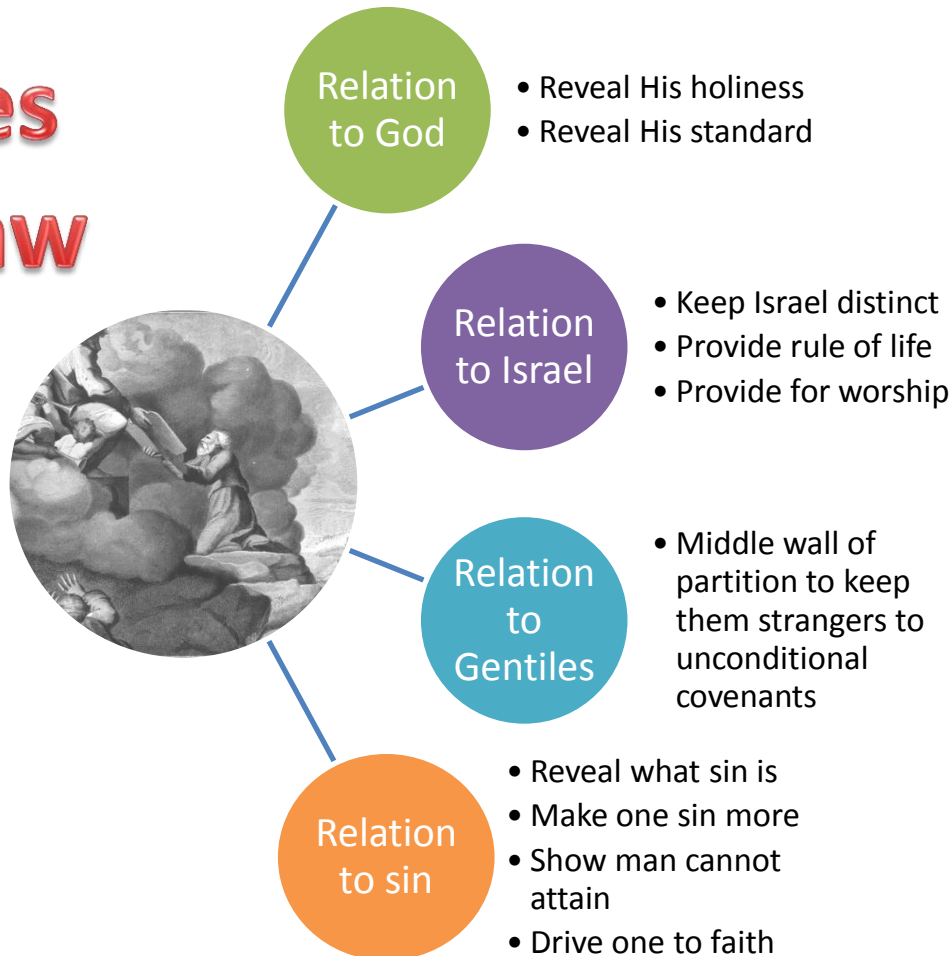 es
aw
Relation
to God
• Reveal His holiness
• Reveal His standard
Relation
to Israel
• Keep Israel distinct
• Provide rule of life
• Provide for worship
Relation
to
Gentiles
• Middle wall of
partition to keep
them strangers to
unconditional
covenants
Relation
to sin
• Reveal what sin is
• Make one sin more
• Show man cannot
attain
• Drive one to faith